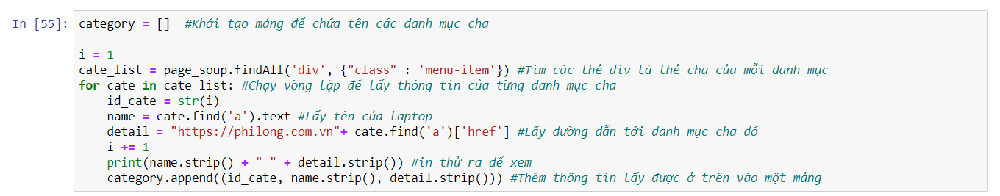 In [55]: category = []  #Khởi tạo mảng để chứa tên các danh mục cha
i = 1
cate_list = page_soup.findAll('div', {"class" : 'menu-item'}) #Tìm các thẻ div là thẻ cha của mỗi danh mục
for cate in cate_list: #Chạy vòng lặp để lấy thông tin của từng danh mục cha
    id_cate = str(i)
    name = cate.find('a').text #Lấy tên của laptop
    detail = "https://philong.com.vn"+ cate.find('a')['href'] #Lấy đường dẫn tới danh mục cha đó
    i += 1
    print(name.strip() + " " + detail.strip()) #in thử ra để xem
    category.append((id_cate, name.strip(), detail.strip())) #Thêm thông tin lấy được ở trên vào một mảng